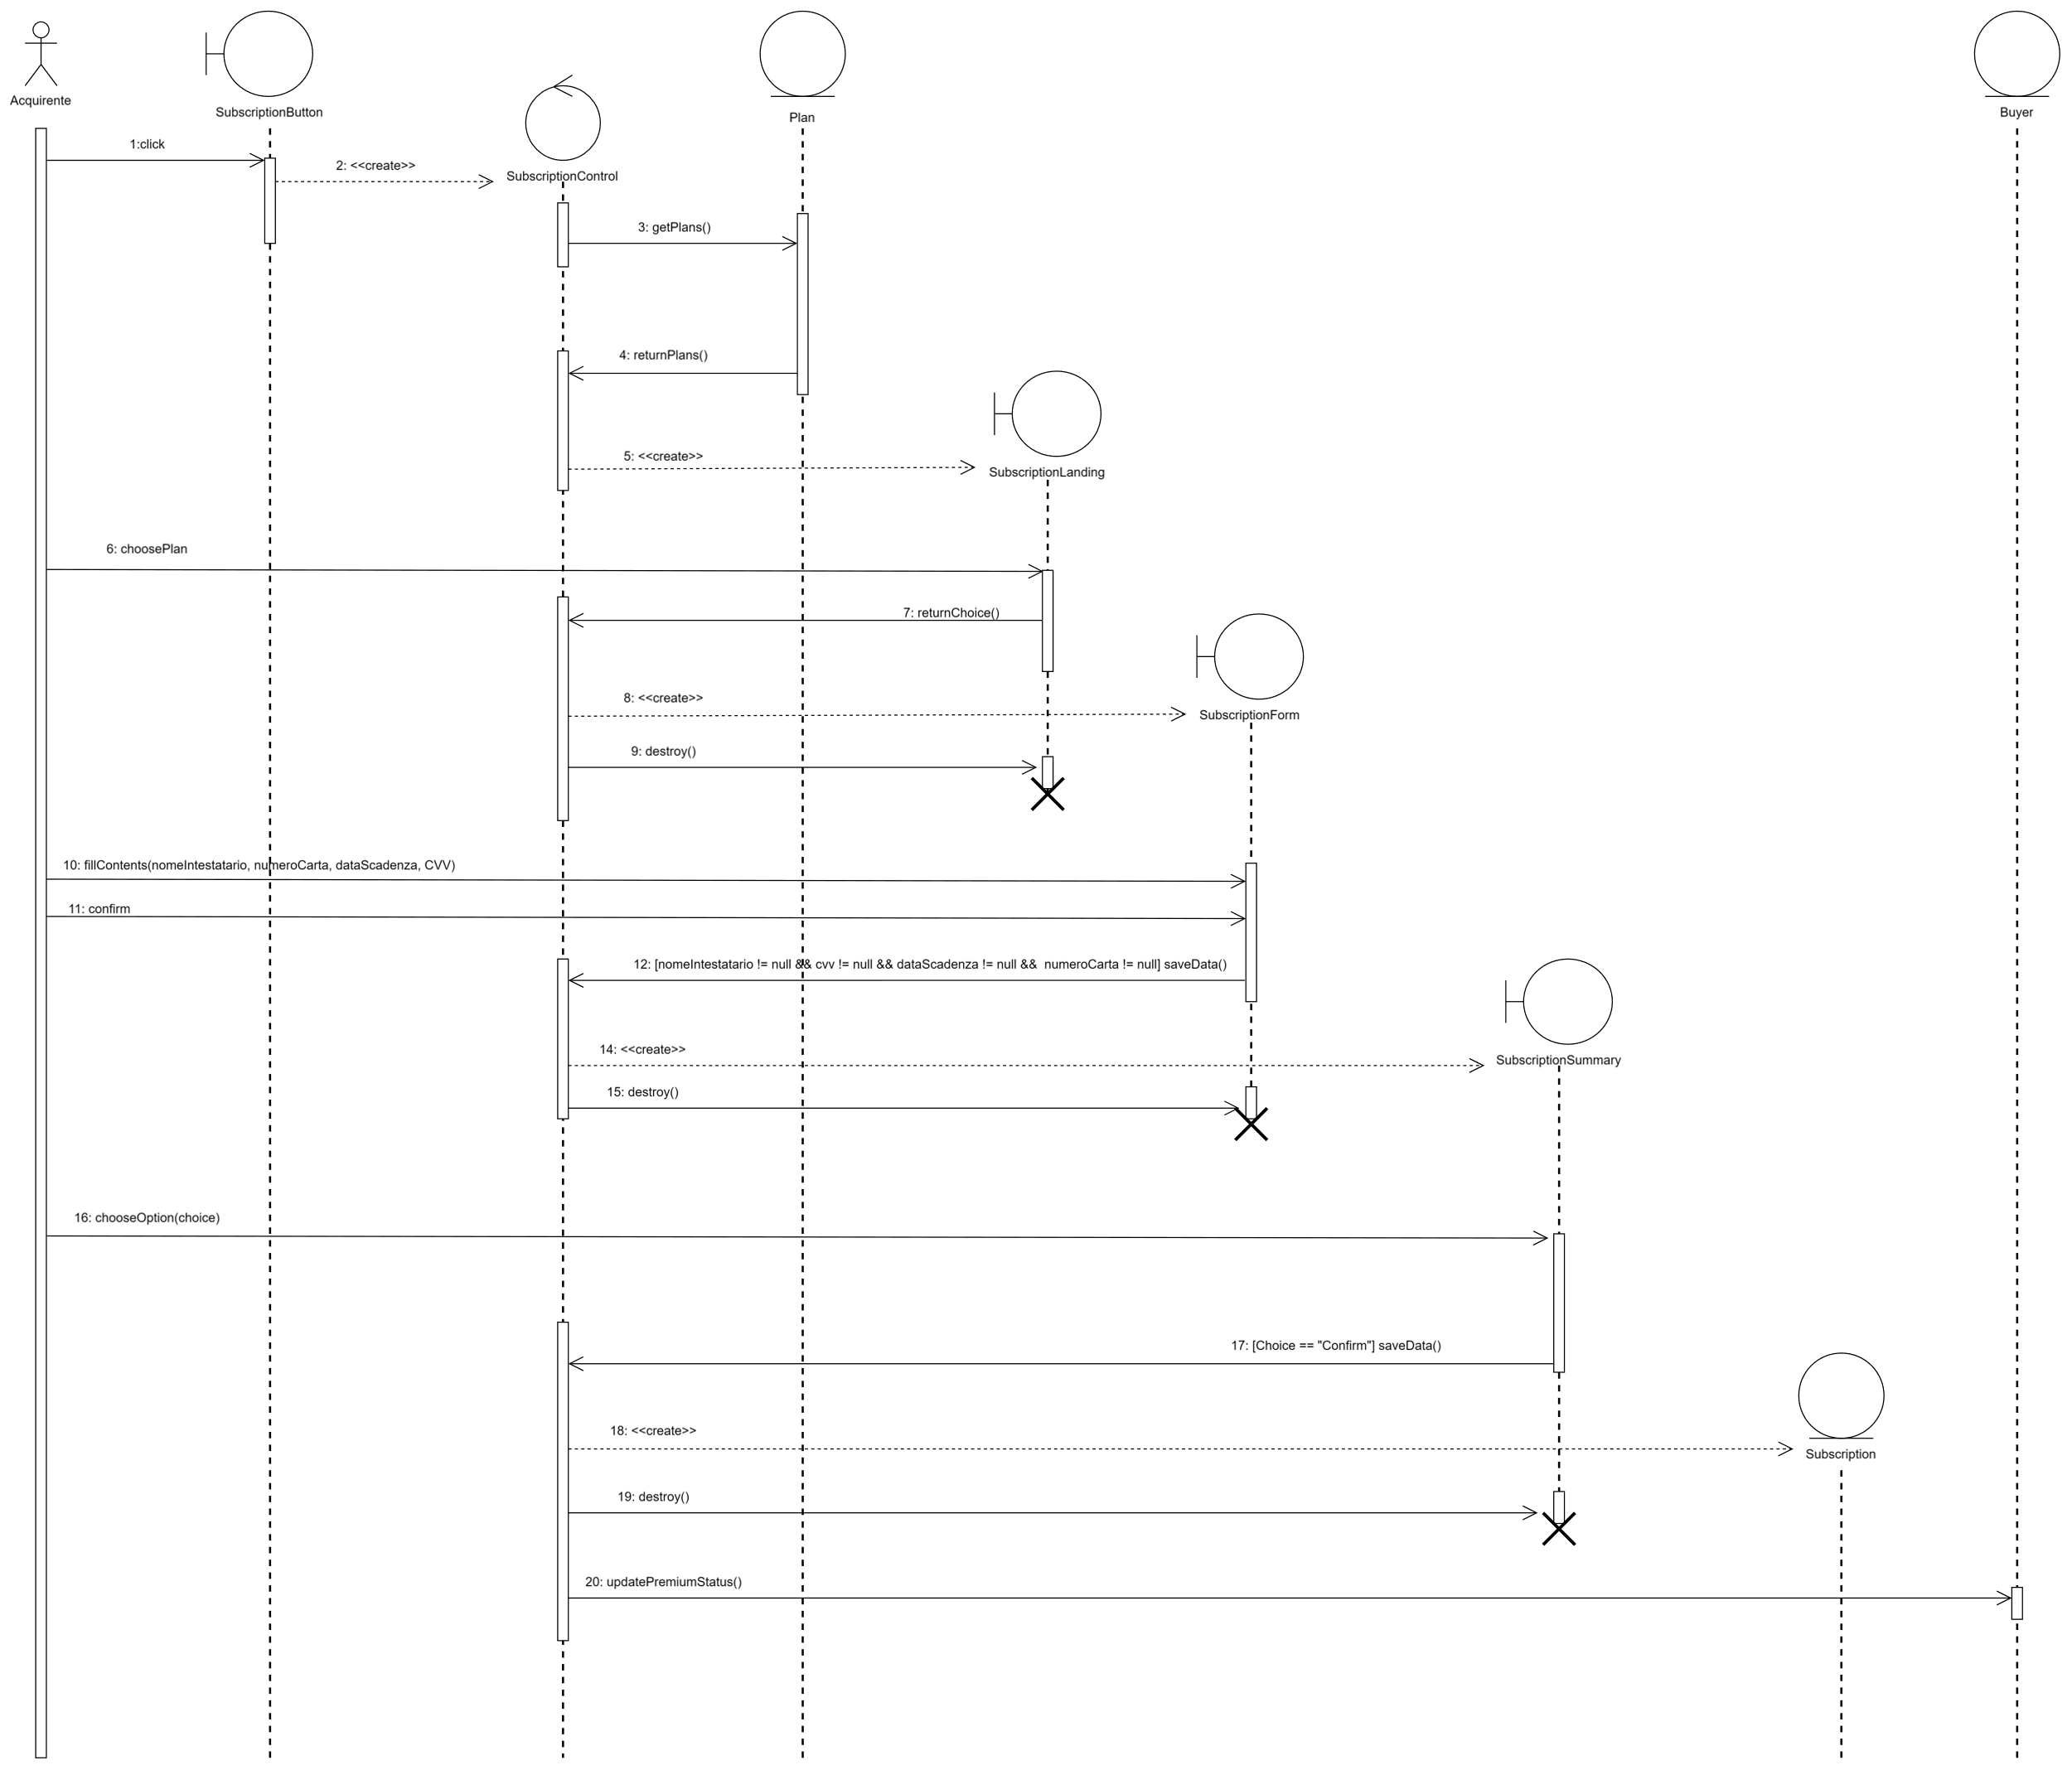 Acquirente
SubscriptionButton
Plan
Buyer
1:click
2: <<create>>
SubscriptionControl
3: getPlans()
4: returnPlans()
5: <<create>>
SubscriptionLanding
6: choosePlan
7: returnChoice()
8: <<create>>
SubscriptionForm
9: destroy()
10: fillContents(nomeIntestatario, numeroCarta, dataScadenza, CVV)
11: confirm
12: [nomeIntestatario != null && cvv != null && dataScadenza != null && numeroCarta != null] saveData()
14: <<create>>
SubscriptionSummary
15: destroy()
16: chooseOption(choice)
17: [Choice == "Confirm"] saveData()
18: <<create>>
Subscription
19: destroy()
20: updatePremiumStatus()